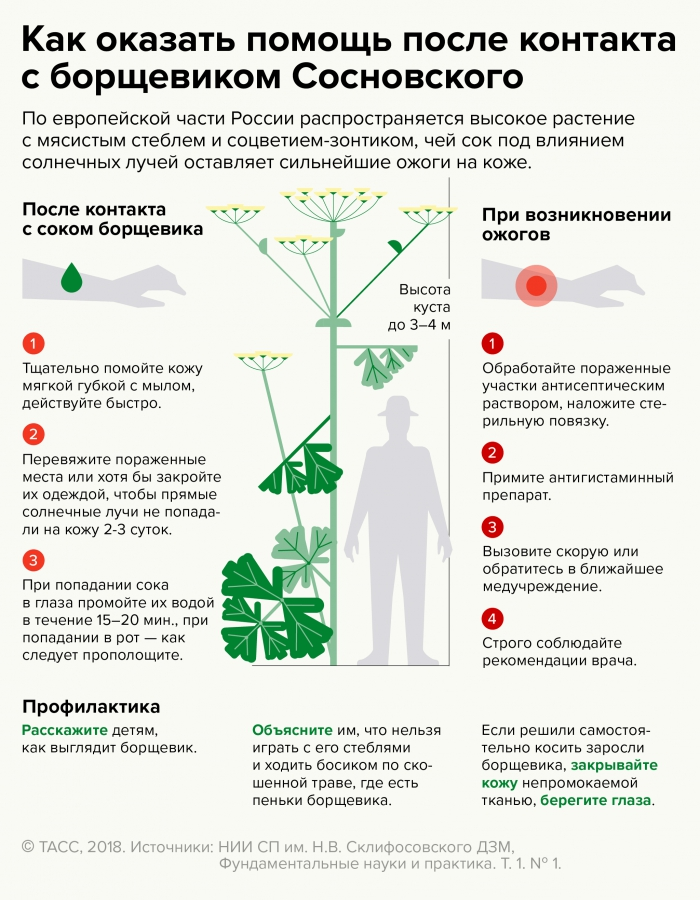 Как оказать помощь после контакта
с борщевиком Сосновского
По европейской части России распространяется высокое растение
с мясистым стеблем и соцветием-зонтиком, чей сок под влиянием
солнечных лучей оставляет сильнейшие ожоги на коже.
После контакта
с соком борщевика
1
Тщательно помойте кожу
мягкой губкой с мылом,
действуйте быстро.
2
Перевяжите пораженные
места или хотя бы закройте
их одеждой, чтобы прямые
солнечные лучи не попада-
ли на кожу 2-3 суток.
3
При попадании сока
в глаза промойте их водой
в течение 15–20 мин., при
попадании в рот — как
следует прополощите.
Высота
куста
до 3–4 м
При возникновении
ожогов
1
Обработайте пораженные
участки антисептическим
раствором, наложите сте-
рильную повязку.
2
Примите антигистаминный
препарат.
3
Вызовите скорую или
обратитесь в ближайшее
медучреждение.
4
Строго соблюдайте
рекомендации врача.
Профилактика
Расскажите детям,
как выглядит борщевик.
Объясните им, что нельзя
играть с его стеблями
и ходить босиком по ско-
шенной траве, где есть
пеньки борщевика.
Если решили самостоя-
тельно косить заросли
борщевика, закрывайте
кожу непромокаемой
тканью, берегите глаза.
© ТАСС, 2018. Источники: НИИ СП им. Н.В. Склифосовского ДЗМ,
Фундаментальные науки и практика. Т. 1. № 1.